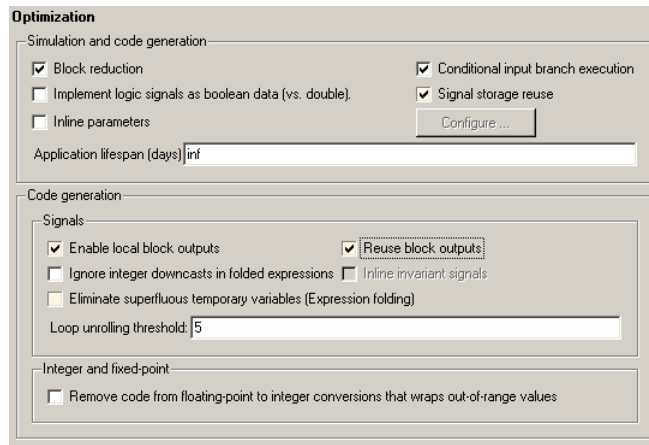 Optimization
Simulation and code generation
Block reduction
Conditional input branch execution
Implement logic signals as boolean data (vs. double).
Signal storage reuse
Inline parameters
Configure ...
Application lifespan (days) inf
Code generation
Signals
Enable local block outputs
Reuse block outputs
Ignore integer downcasts in folded expressions
Inline invariant signals
Eliminate superfluous temporary variables (Expression folding)
Loop unrolling threshold: 5
Integer and fixed-point
Remove code from floating-point to integer conversions that wraps out-of-range values